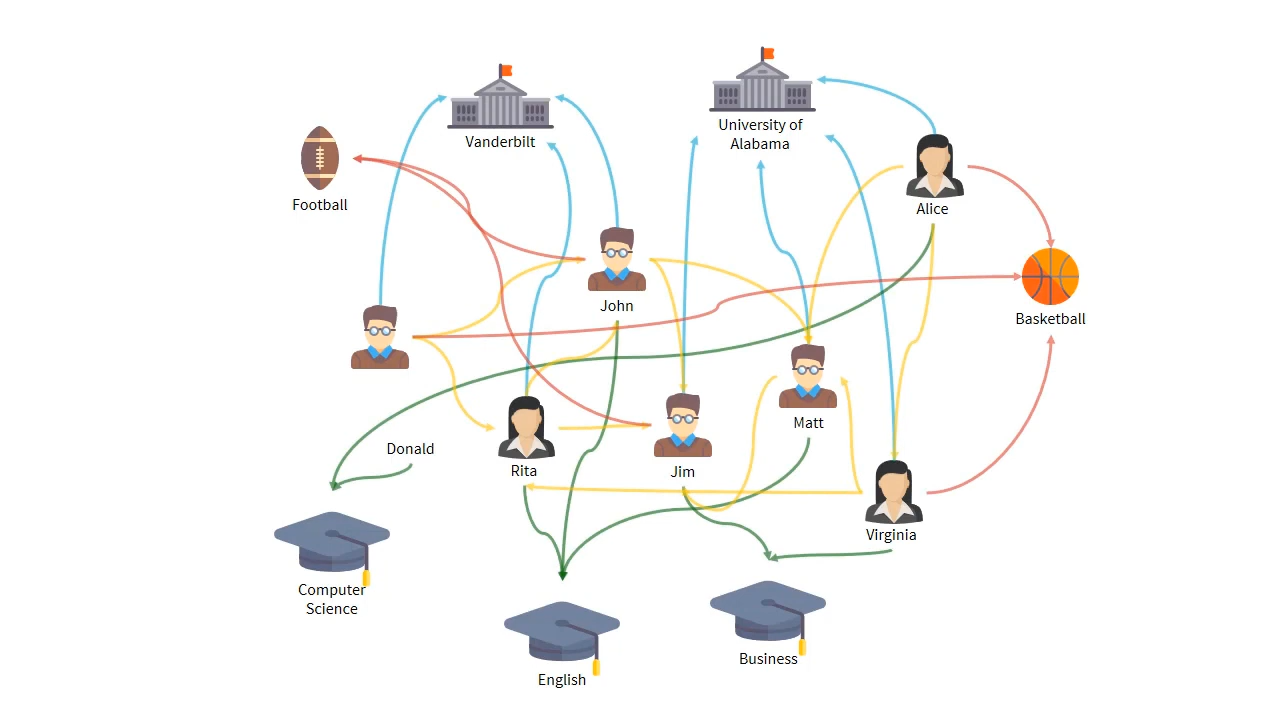 Vanderbilt
University of
Alabama
Football
Alice
John
Basketball
Matt
Donald
Rita
Jim
Virginia
Computer
Science
Business
English